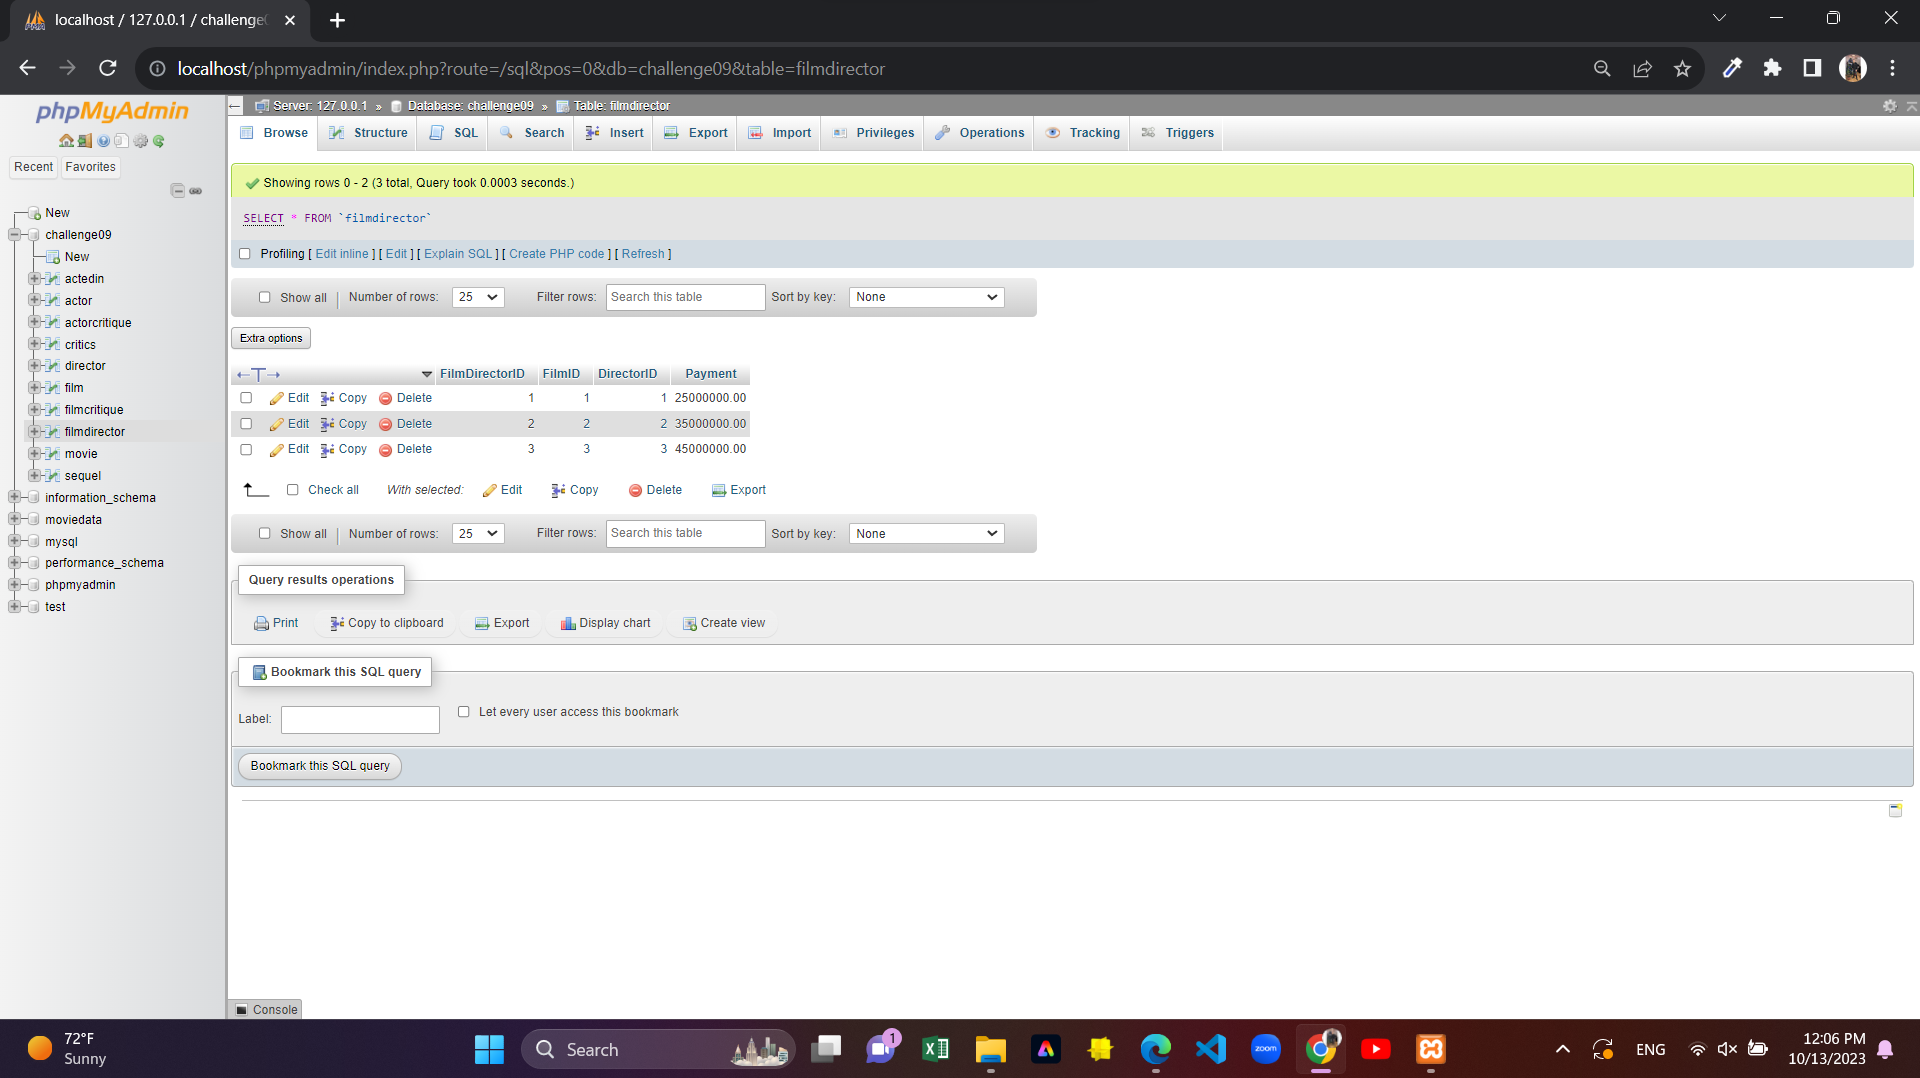 localhost / 127.0.0.1 / challenge
localhost/phpmyadmin/index.php?route=/sql&pos=0&db=challenge09&table=filmdirector
phpMyAdmin
Recent
Favorites
New
challenge09
New
actedin
actor
actorcritique
critics
director
film
filmcritique
filmdirector
movie
sequel
information_schema
moviedata
mysql
performance_schema
phpmyadmin
test
Server: 127.0.0.1 » Database: challenge09 » Table: filmdirector
Browse Structure SQL Search Insert Export Import Privileges Operations Tracking Triggers
Showing rows 0 - 2 (3 total, Query took 0.0003 seconds.)
SELECT * FROM `filmdirector`
Profiling [ Edit inline ] [ Edit ] [ Explain SQL ] [ Create PHP code ] [ Refresh ]
Show all Number of rows: 25 Filter rows: Search this table Sort by key: None
Extra options
FilmDirectorID FilmID DirectorID Payment
Edit Copy Delete 1 1 1 25000000.00
Edit Copy Delete 2 2 2 35000000.00
Edit Copy Delete 3 3 3 45000000.00
Check all With selected: Edit Copy Delete Export
Show all Number of rows: 25 Filter rows: Search this table Sort by key: None
Query results operations
Print Copy to clipboard Export Display chart Create view
Bookmark this SQL query
Label: Let every user access this bookmark
Bookmark this SQL query
Console
72°F
Sunny
Search
1
zoom
ENG
12:06 PM
10/13/2023